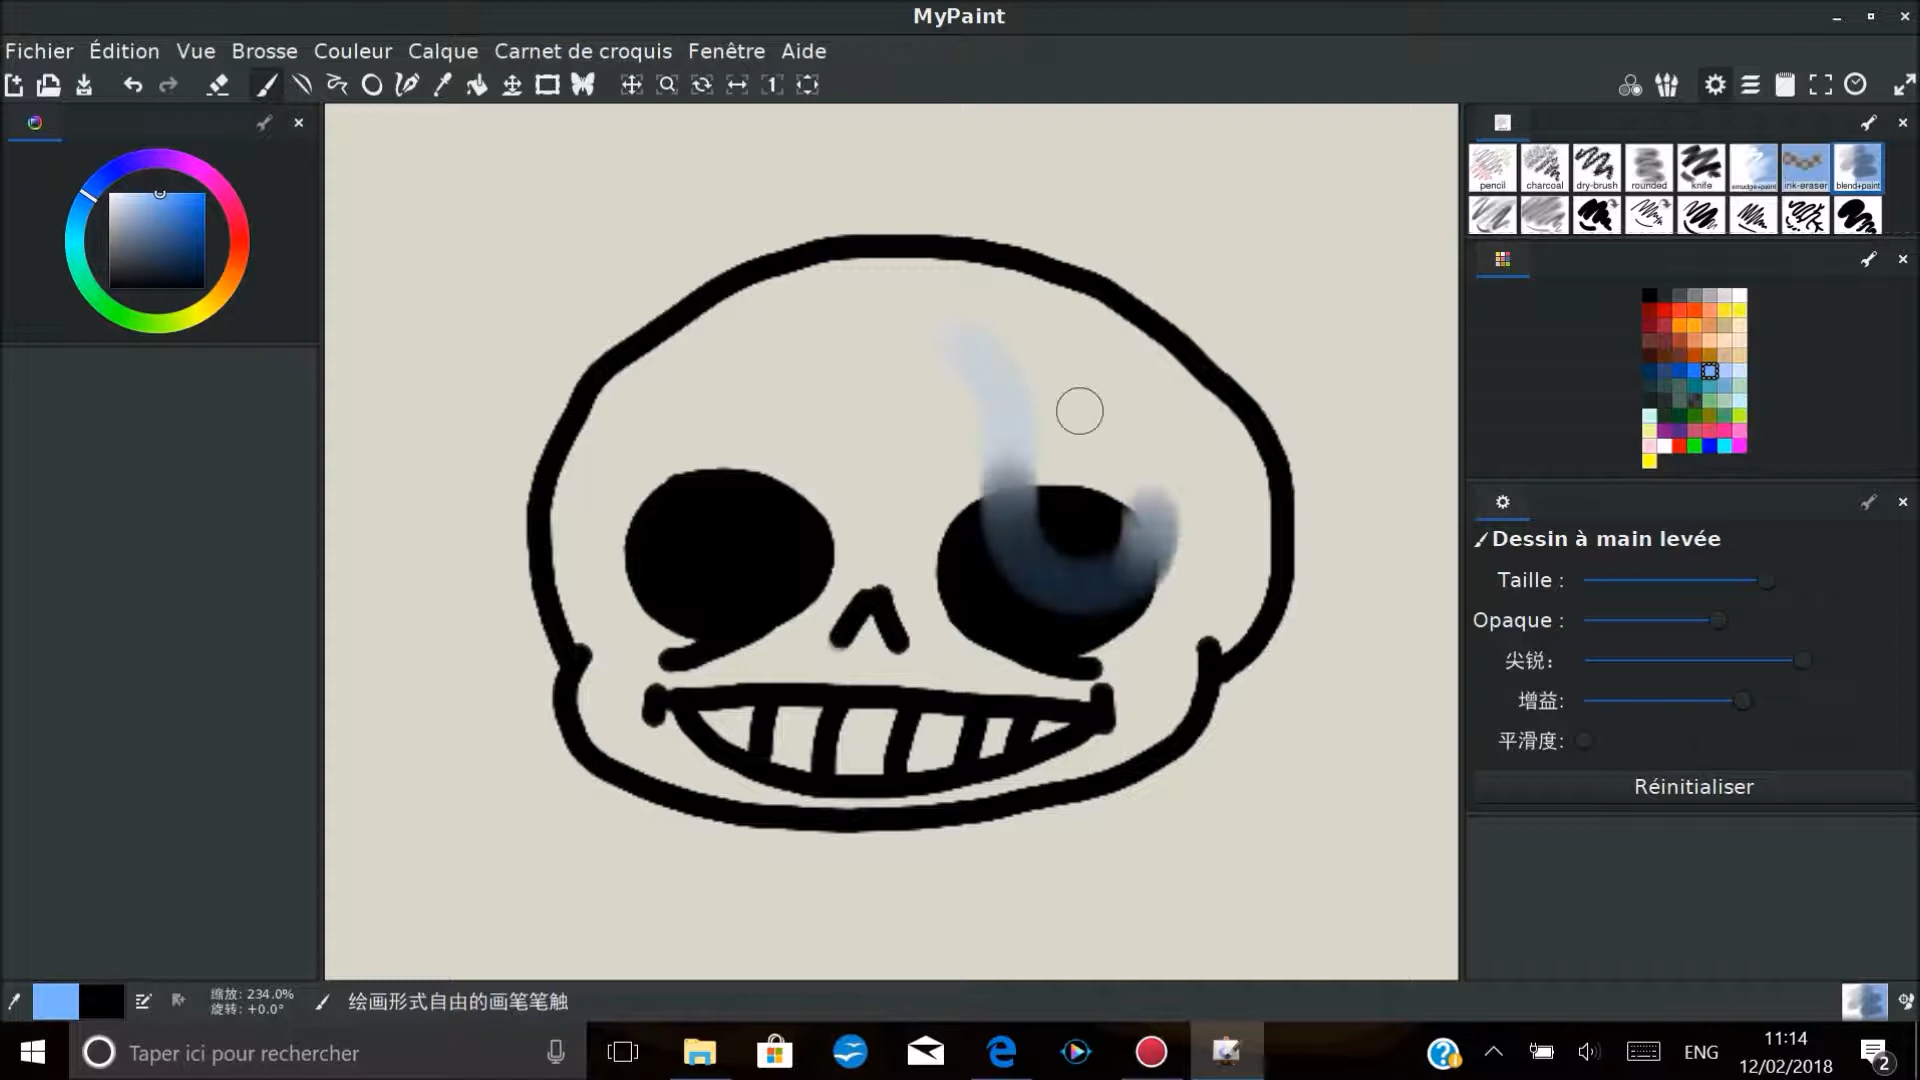 MyPaint
Fichier Édition Vue Brosse Couleur Calque Carnet de croquis Fenêtre Aide
pencil charcoal dry-brush rounded knife smudge+paint ink-eraser blend+paint
Dessin à main levée
Taille :
Opaque :
尖锐:
增益:
平滑度:
Réinitialiser
缩放: 234.0%
旋转: +0.0°
绘画形式自由的画笔笔触
Taper ici pour rechercher
ENG
11:14
12/02/2018
2